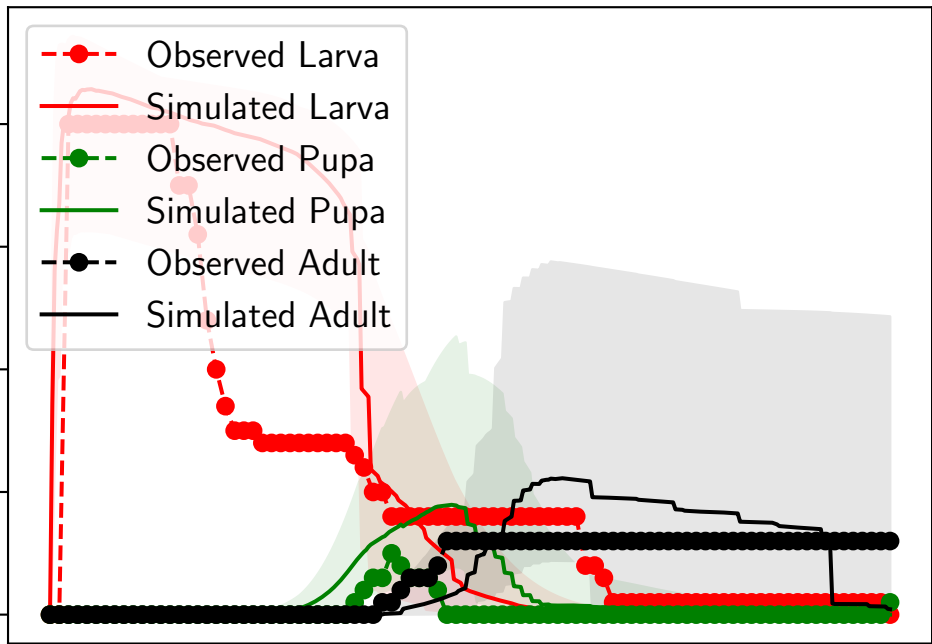 Observed Larva
Simulated Larva
Observed Pupa
Simulated Pupa
Observed Adult
Simulated Adult